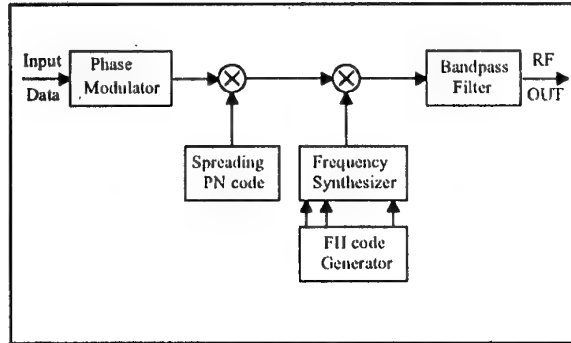 Input
Data
Phase
Modulator
Spreading
PN code
Frequency
Synthesizer
FH code
Generator
Bandpass
Filter
RF
OUT